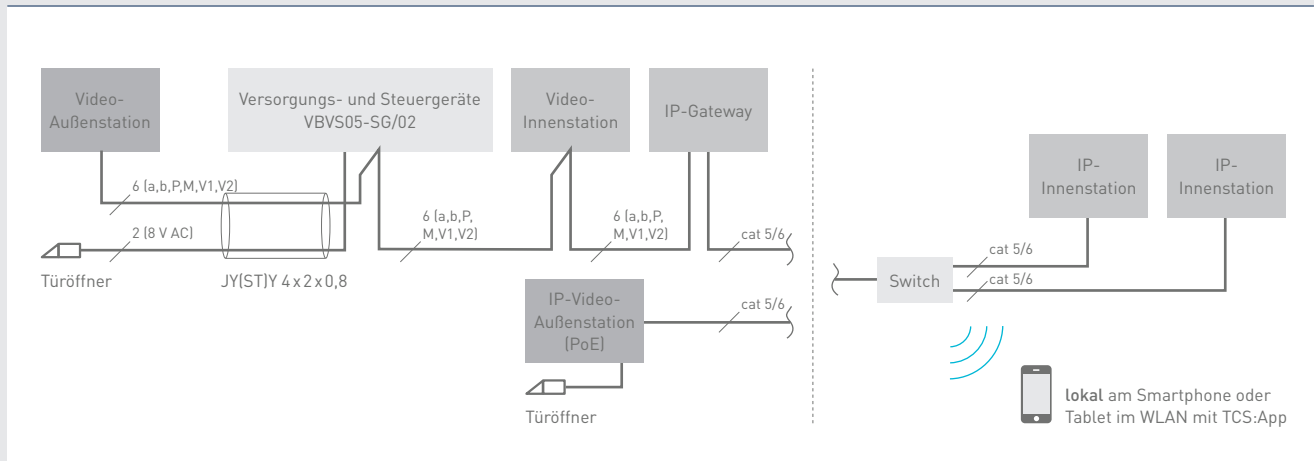 Video-
Außenstation
Versorgungs- und Steuergeräte
VBVS05-SG/02
Video-
Innenstation
IP-Gateway
6 (a,b,P,M,V1,V2)
2 (8 V AC)
Türöffner
JY(ST)Y 4 x 2 x 0,8
6 (a,b,P,
M,V1,V2)
6 (a,b,P,
M,V1,V2)
cat 5/6
IP-Video-
Außenstation
(PoE)
cat 5/6
Türöffner
IP-
Innenstation
IP-
Innenstation
Switch
cat 5/6
cat 5/6
lokal am Smartphone oder
Tablet im WLAN mit TCS:App